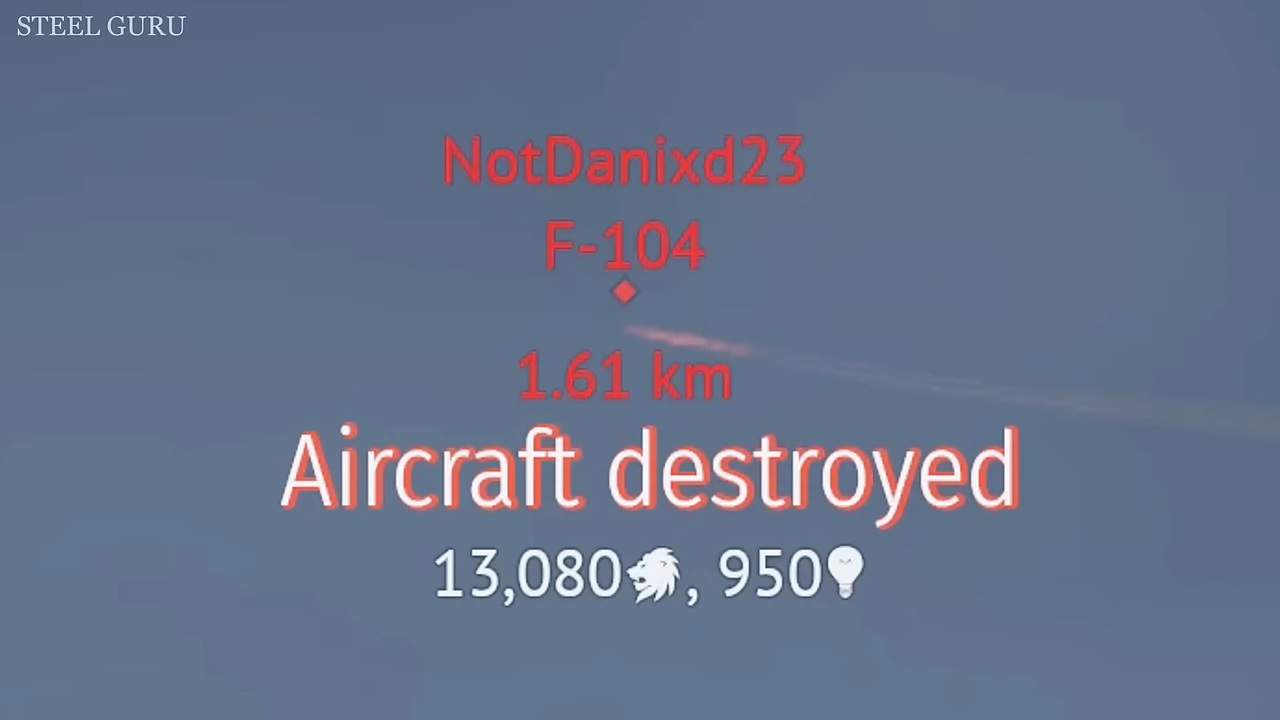 STEEL GURU
NotDanixd23
F-104
1.61 km
Aircraft destroyed
13,080, 950